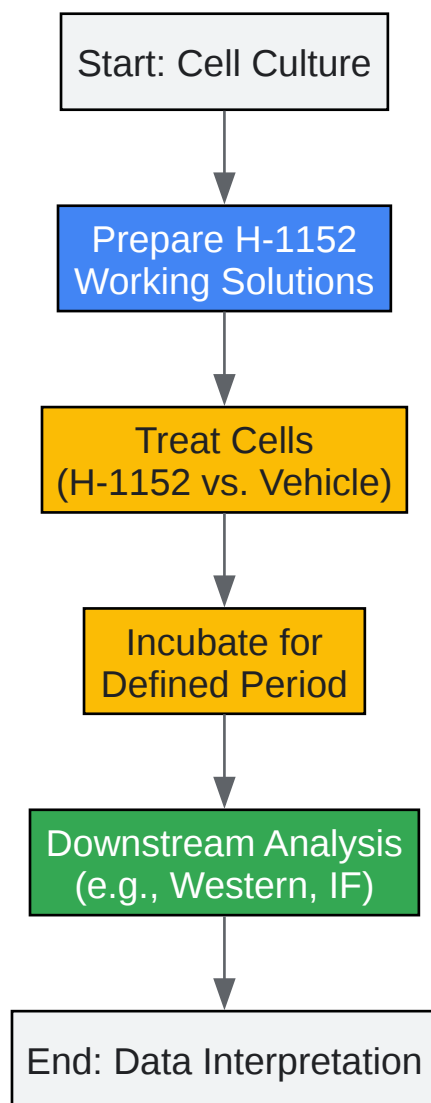 Start: Cell Culture
Prepare H-1152
Working Solutions
Treat Cells
(H-1152 vs. Vehicle)
Incubate for
Defined Period
Downstream Analysis
(e.g., Western, IF)
End: Data Interpretation